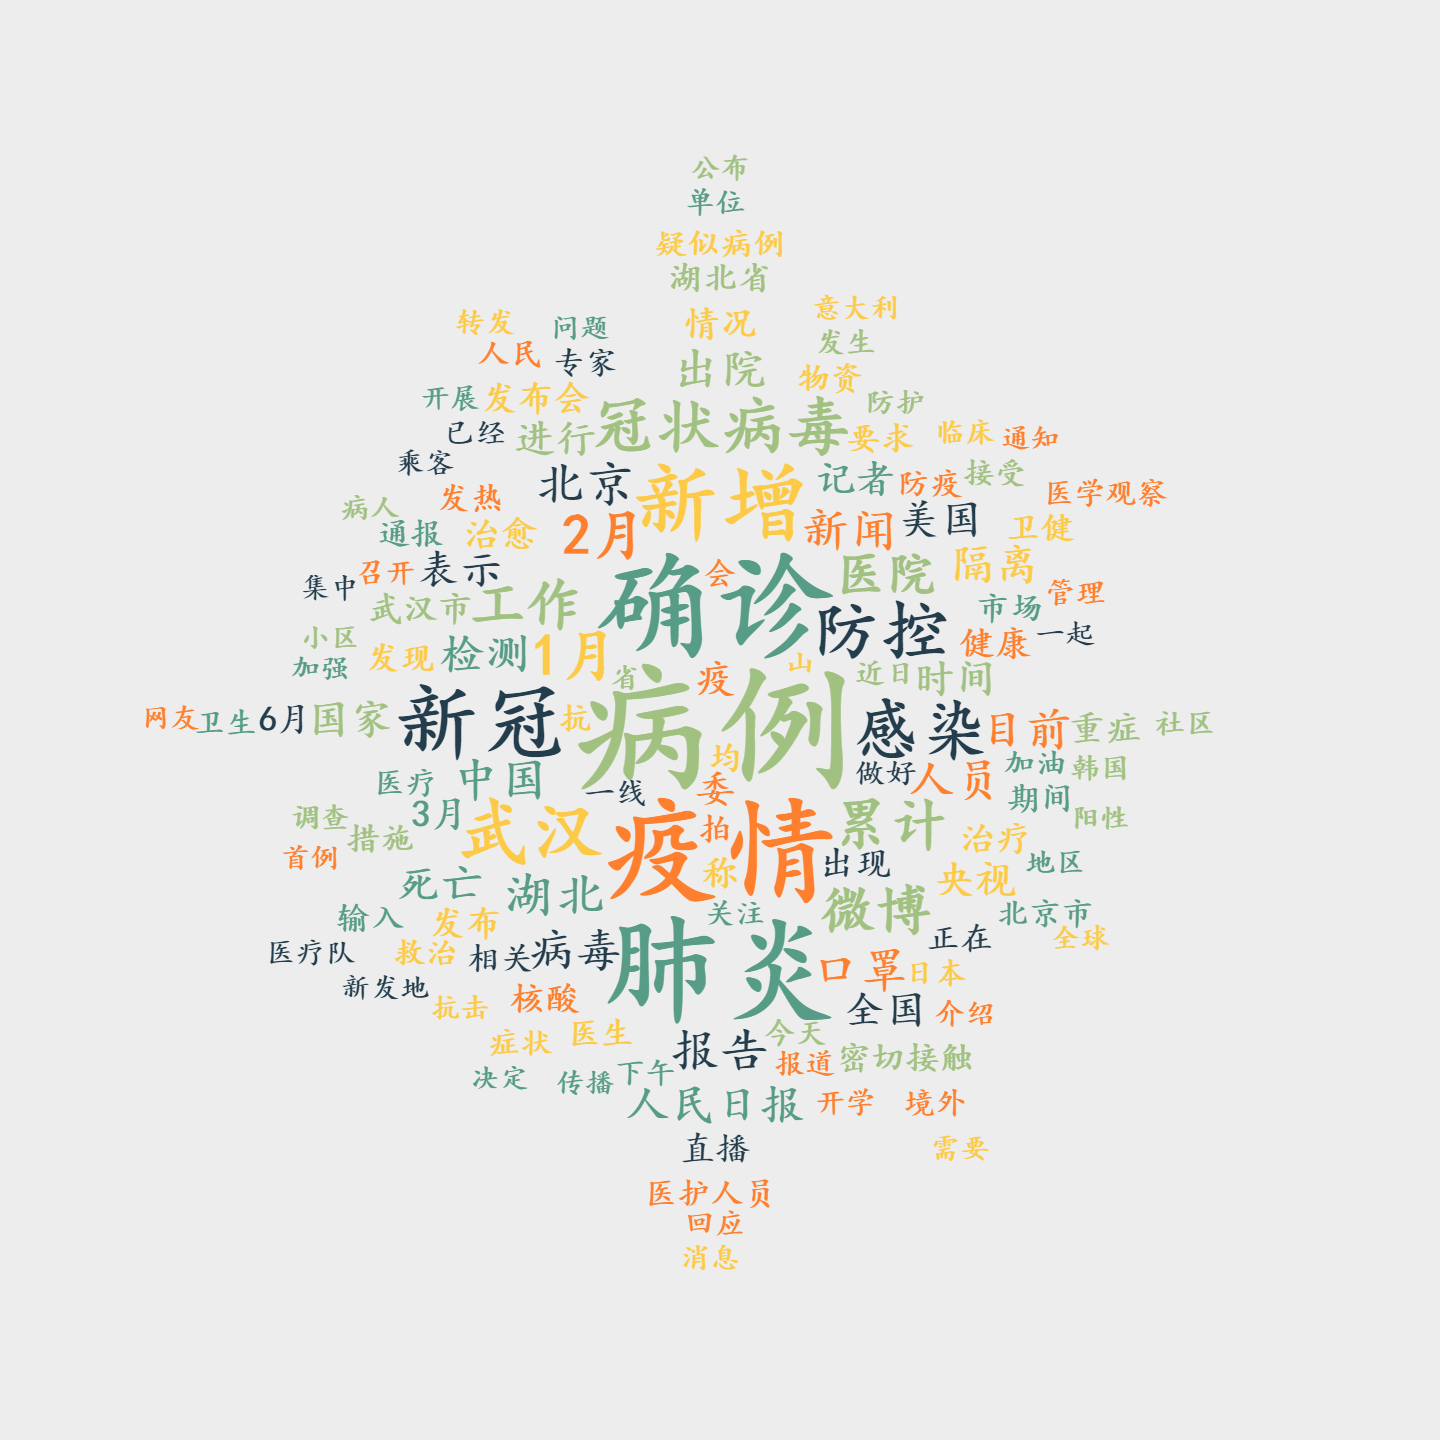 公布
单位
疑似病例
湖北省
情况
意大利
转发
问题
发生
人民
专家
出院
物资
开展
发布会
冠状病毒
防护
已经
进行
要求
临床
通知
乘客
北京
新增
记者
防疫
接受
医学观察
病人
发热
通报
治愈
2月
新闻
美国
卫健
集中
召开
表示
确诊
会
医院
隔离
武汉市
工作
防控
市场
管理
小区
加强
发现
检测
1月
省
疫
山
近日
时间
健康
一起
网友
卫生
6月
国家
新冠
抗
病例
感染
目前
重症
社区
医疗
中国
一线
均
委
做好
人员
加油
韩国
期间
调查
措施
3月
武汉
疫情
拍
累计
治疗
阳性
首例
死亡
湖北
称
出现
央视
地区
输入
发布
关注
微博
北京市
医疗队
救治
相关
病毒
肺炎
口罩
日本
正在
全球
新发地
抗击
核酸
全国
介绍
症状
医生
报告
今天
报道
密切接触
决定
传播
下午
人民日报
开学
境外
直播
需要
医护人员
回应
消息